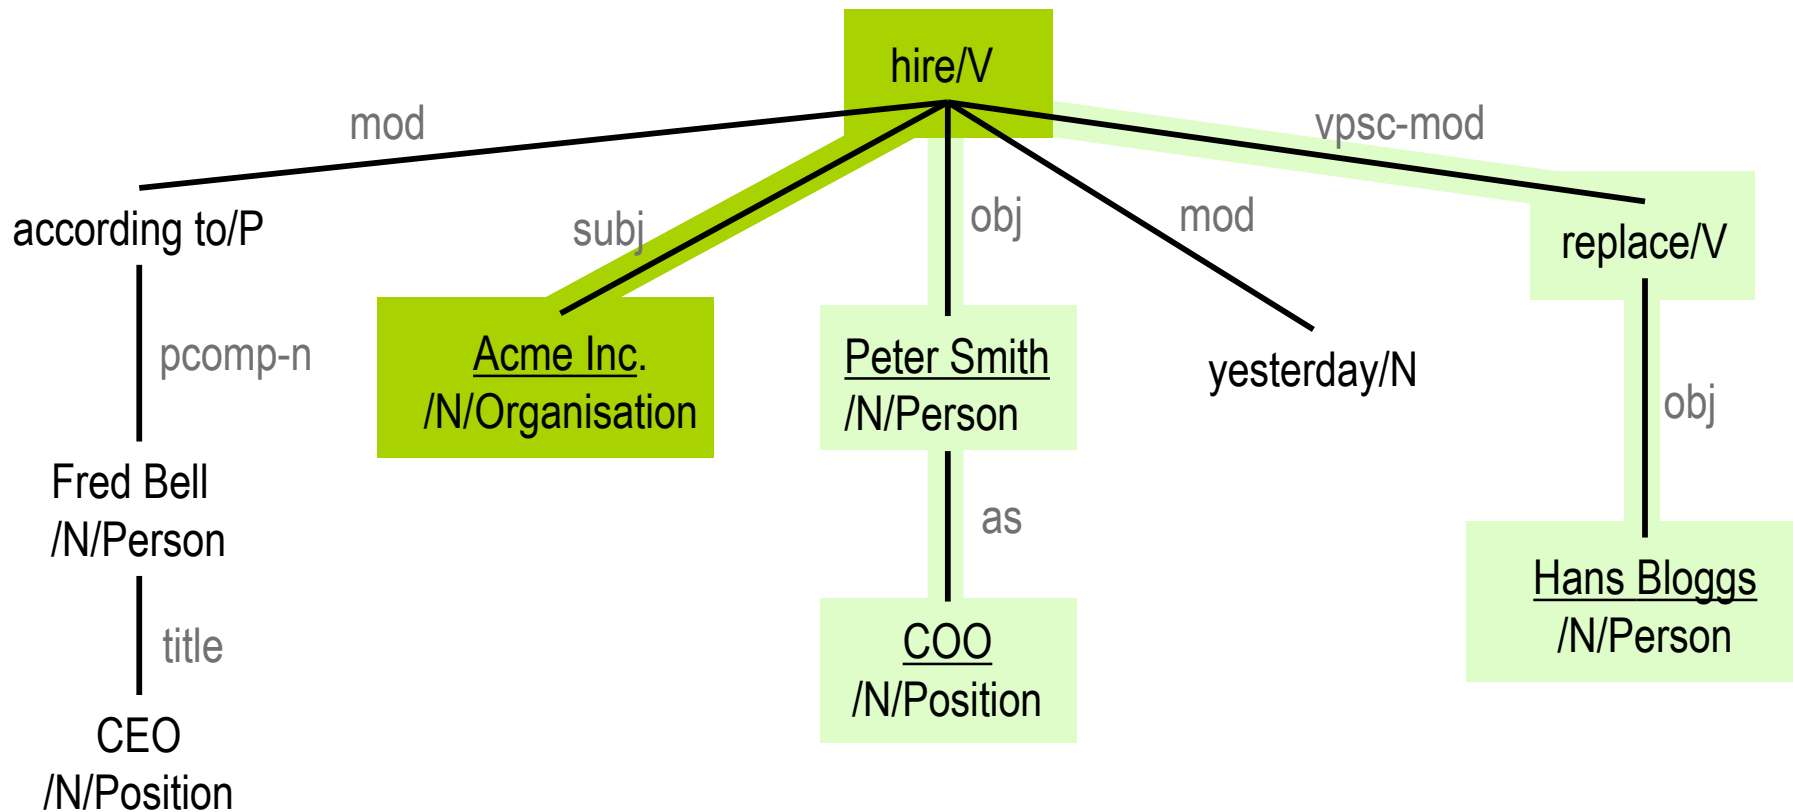 hire/V
mod
vpsc-mod
according to/P
subj
obj
mod
replace/V
pcomp-n
Acme Inc.
/N/Organisation
Peter Smith
/N/Person
yesterday/N
obj
Fred Bell
/N/Person
as
Hans Bloggs
/N/Person
title
COO
/N/Position
CEO
/N/Position